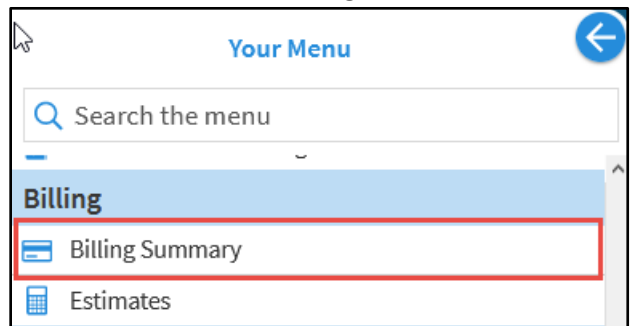 Your Menu
Search the menu
Billing
Billing Summary
Estimates